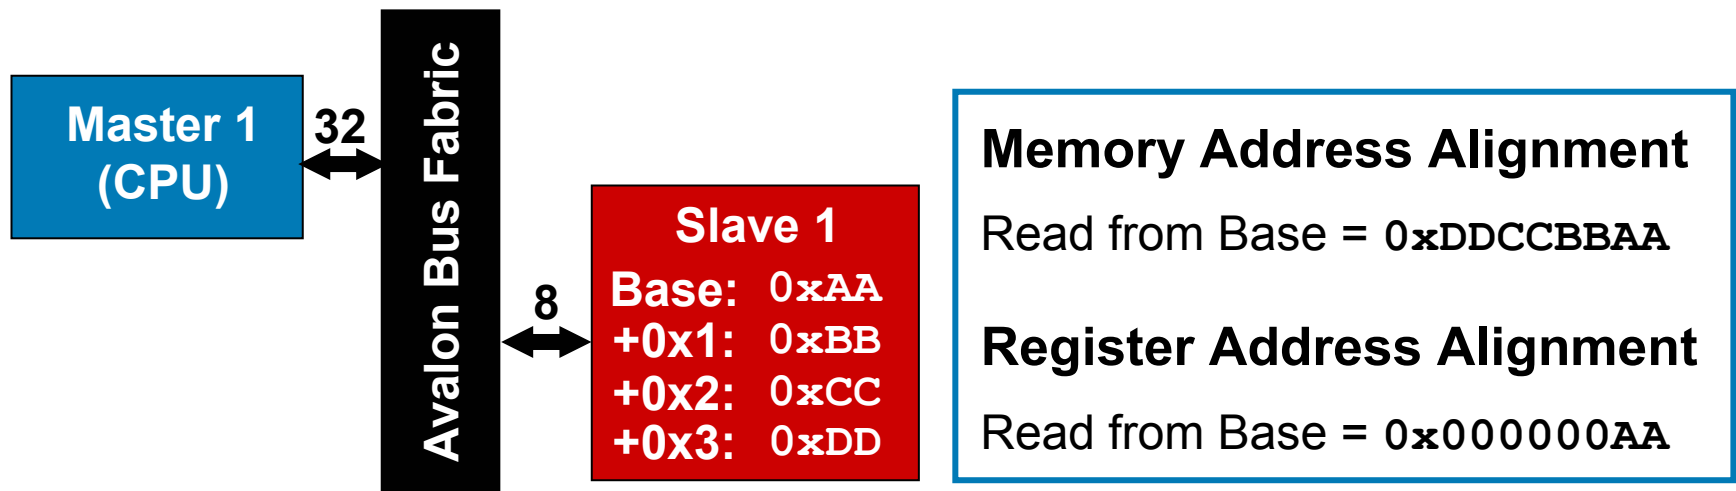 Master 1
(CPU)
32
Avalon Bus Fabric
8
Slave 1
Base: 0xAA
+0x1: 0xBB
+0x2: 0xCC
+0x3: 0xDD
Memory Address Alignment
Read from Base = 0xDDCCBBAA
Register Address Alignment
Read from Base = 0x000000AA